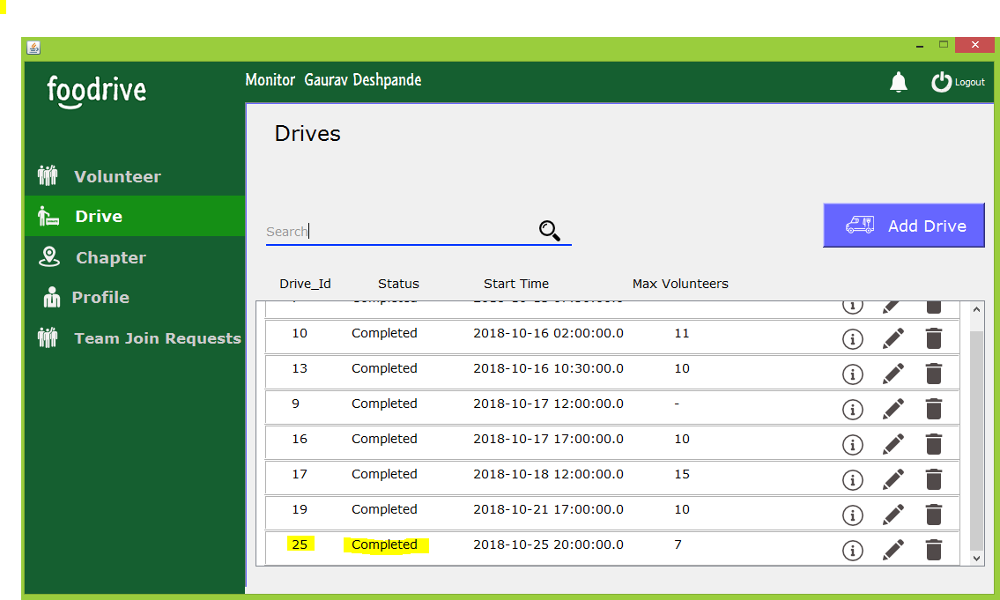 foodrive
Monitor Gaurav Deshpande
Logout
Volunteer
Drive
Chapter
Profile
Team Join Requests
Drives
Search
Add Drive
Drive_Id Status Start Time Max Volunteers
10 Completed 2018-10-16 02:00:00.0 11
13 Completed 2018-10-16 10:30:00.0 10
9 Completed 2018-10-17 12:00:00.0 -
16 Completed 2018-10-17 17:00:00.0 10
17 Completed 2018-10-18 12:00:00.0 15
19 Completed 2018-10-21 17:00:00.0 10
25 Completed 2018-10-25 20:00:00.0 7